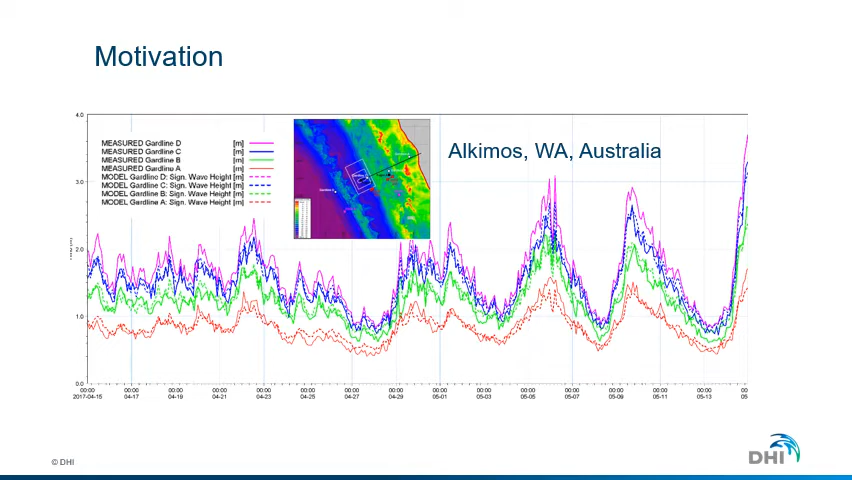 Motivation
4.0
MEASURED Gardline D [m]
MEASURED Gardline C [m]
MEASURED Gardline B [m]
MEASURED Gardline A [m]
MODEL Gardline D: Sign. Wave Height [m]
MODEL Gardline C: Sign. Wave Height [m]
MODEL Gardline B: Sign. Wave Height [m]
MODEL Gardline A: Sign. Wave Height [m]
Alkimos, WA, Australia
3.0
2.0
1.0
0.0
00:00 00:00 00:00 00:00 00:00 00:00 00:00 00:00 00:00 00:00 00:00 00:00 00:00 00:00 00:00 00
2017-04-15 04-17 04-19 04-21 04-23 04-25 04-27 04-29 05-01 05-03 05-05 05-07 05-09 05-11 05-13 05
© DHI
DHI